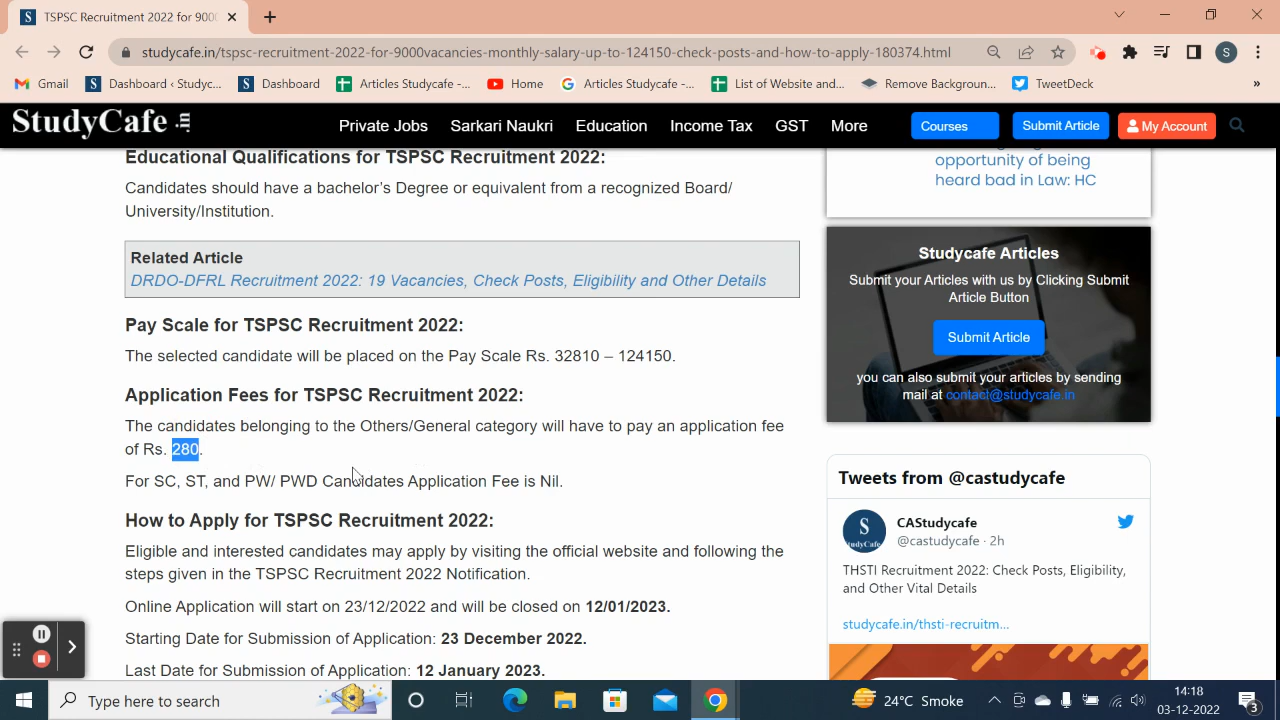 TSPSC Recruitment 2022 for 900
studycafe.in/tspsc-recruitment-2022-for-9000vacancies-monthly-salary-up-to-124150-check-posts-and-how-to-apply-180374.html
S
Gmail
Dashboard ‹ Studyc...
Dashboard
Articles Studycafe -...
Home
Articles Studycafe -...
List of Website and...
Remove Backgroun...
TweetDeck
»
StudyCafe .in
Private Jobs
Sarkari Naukri
Education
Income Tax
GST
More
Courses
Submit Article
My Account
Educational Qualifications for TSPSC Recruitment 2022:
Candidates should have a bachelor's Degree or equivalent from a recognized Board/
University/Institution.
Related Article
DRDO-DFRL Recruitment 2022: 19 Vacancies, Check Posts, Eligibility and Other Details
Pay Scale for TSPSC Recruitment 2022:
The selected candidate will be placed on the Pay Scale Rs. 32810 – 124150.
Application Fees for TSPSC Recruitment 2022:
The candidates belonging to the Others/General category will have to pay an application fee
of Rs. 280.
For SC, ST, and PW/ PWD Candidates Application Fee is Nil.
How to Apply for TSPSC Recruitment 2022:
Eligible and interested candidates may apply by visiting the official website and following the
steps given in the TSPSC Recruitment 2022 Notification.
Online Application will start on 23/12/2022 and will be closed on 12/01/2023.
Starting Date for Submission of Application: 23 December 2022.
Last Date for Submission of Application: 12 January 2023.
opportunity of being
heard bad in Law: HC
Studycafe Articles
Submit your Articles with us by Clicking Submit
Article Button
Submit Article
you can also submit your articles by sending
mail at contact@studycafe.in
Tweets from @castudycafe
S
StudyCafe
CAStudycafe
@castudycafe · 2h
THSTI Recruitment 2022: Check Posts, Eligibility,
and Other Vital Details
studycafe.in/thsti-recruitm...
Type here to search
24°C Smoke
14:18
03-12-2022
3